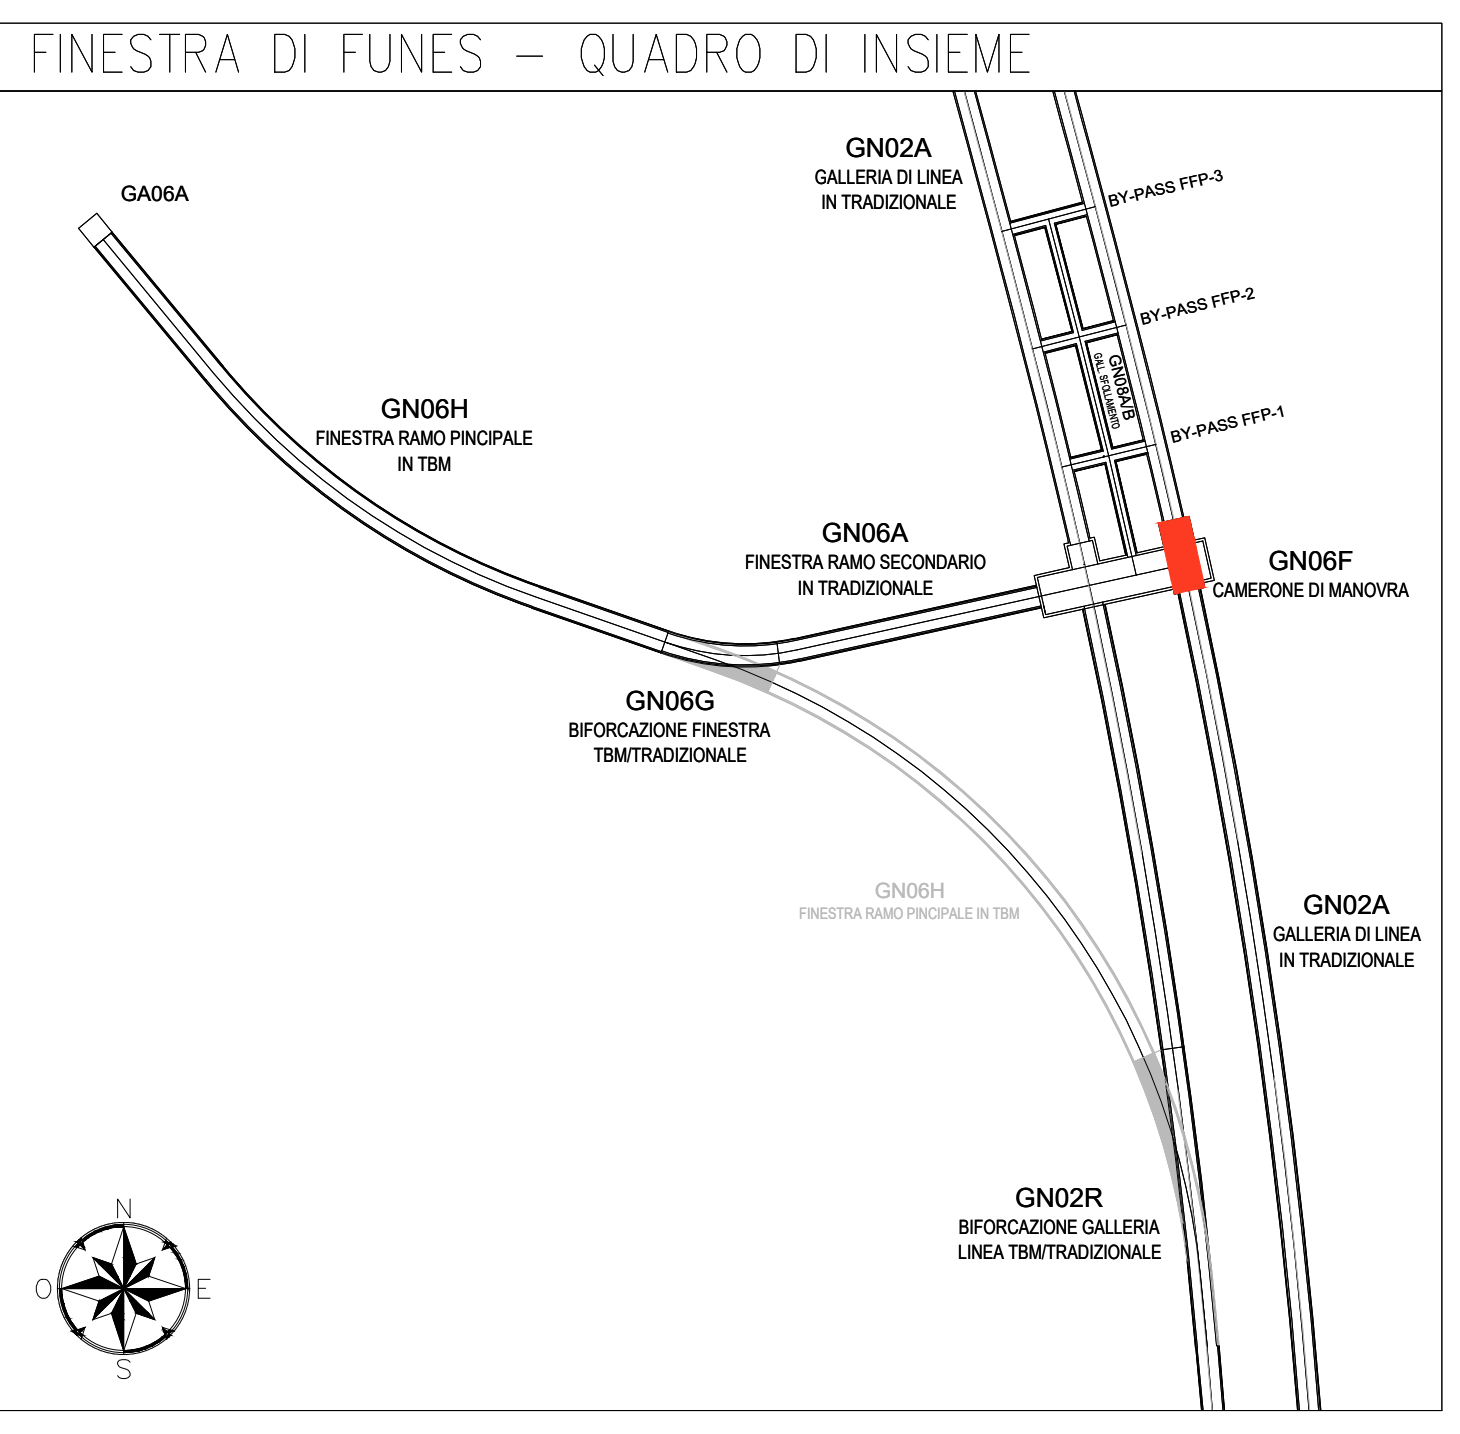 FINESTRA DI FUNES - QUADRO DI INSIEME
GN02A
GALLERIA DI LINEA
IN TRADIZIONALE
GA06A
BY-PASS FFP-3
BY-PASS FFP-2
GN08A/B
GALL. SFOLLAMENTO
BY-PASS FFP-1
GN06H
FINESTRA RAMO PINCIPALE
IN TBM
GN06A
FINESTRA RAMO SECONDARIO
IN TRADIZIONALE
GN06F
CAMERONE DI MANOVRA
GN06G
BIFORCAZIONE FINESTRA
TBM/TRADIZIONALE
GN06H
FINESTRA RAMO PINCIPALE IN TBM
GN02A
GALLERIA DI LINEA
IN TRADIZIONALE
GN02R
BIFORCAZIONE GALLERIA
LINEA TBM/TRADIZIONALE
N
O
E
S